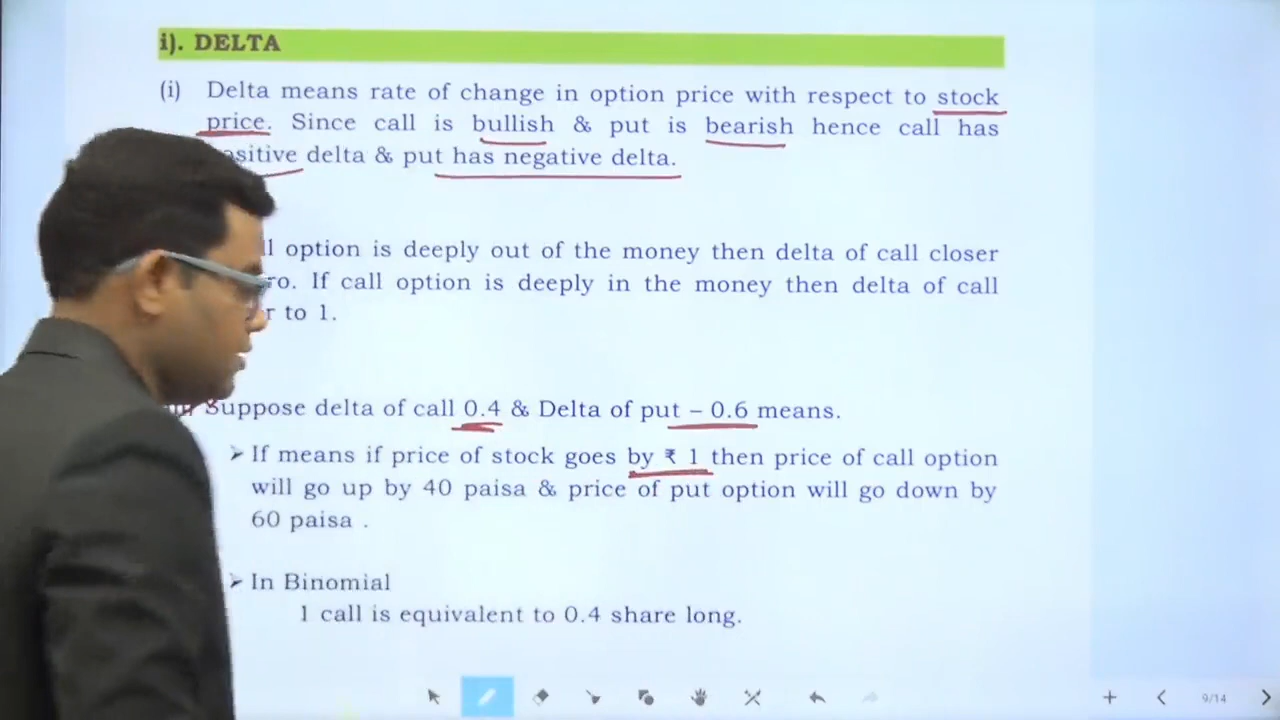 i). DELTA
(i) Delta means rate of change in option price with respect to stock
price. Since call is bullish & put is bearish hence call has
sitive delta & put has negative delta.
l option is deeply out of the money then delta of call closer
ro. If call option is deeply in the money then delta of call
r to 1.
Suppose delta of call 0.4 & Delta of put – 0.6 means.
➢ If means if price of stock goes by ₹ 1 then price of call option
will go up by 40 paisa & price of put option will go down by
60 paisa .
➢ In Binomial
1 call is equivalent to 0.4 share long.
9/14